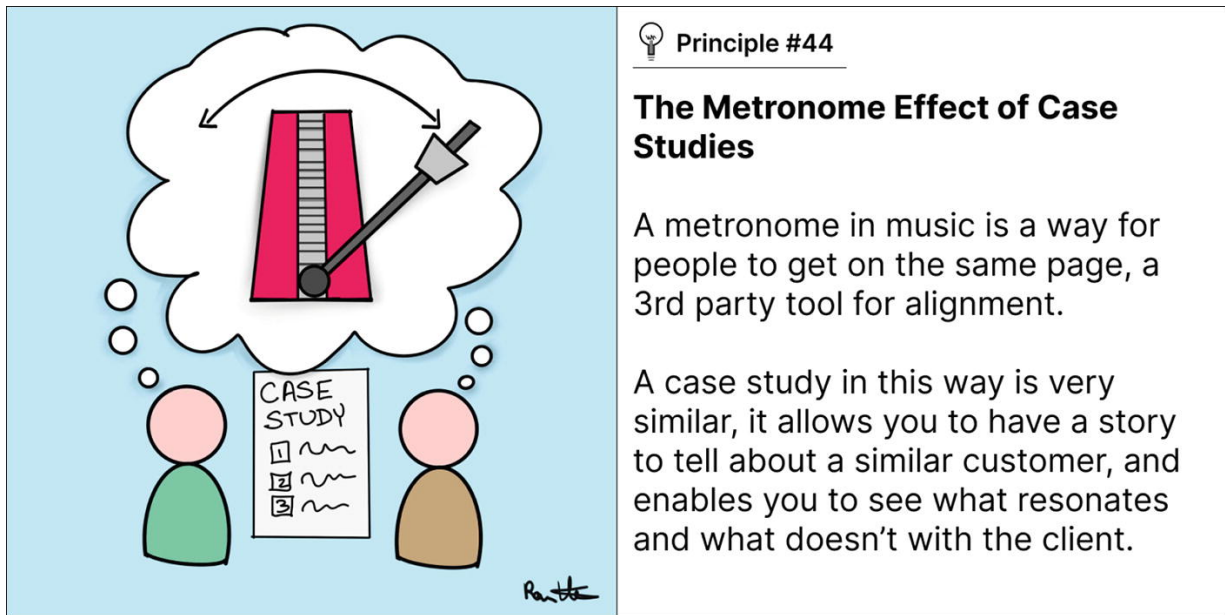 CASE
STUDY
1
2
3
Principle #44
The Metronome Effect of Case
Studies
A metronome in music is a way for
people to get on the same page, a
3rd party tool for alignment.
A case study in this way is very
similar, it allows you to have a story
to tell about a similar customer, and
enables you to see what resonates
and what doesn’t with the client.